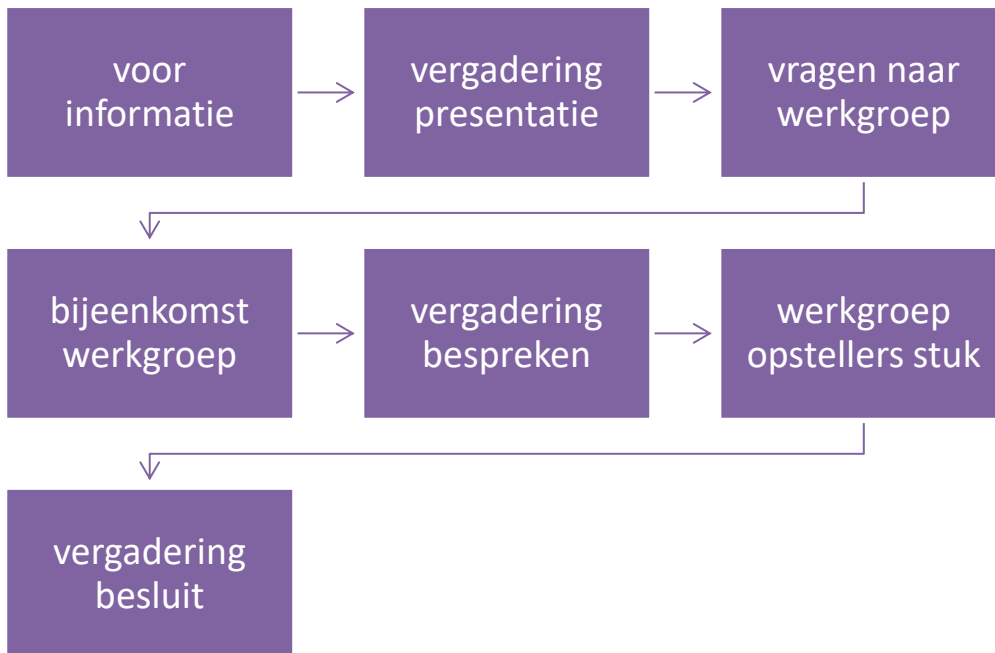 voor
informatie
vergadering
presentatie
vragen naar
werkgroep
bijeenkomst
werkgroep
vergadering
bespreken
werkgroep
opstellers stuk
vergadering
besluit